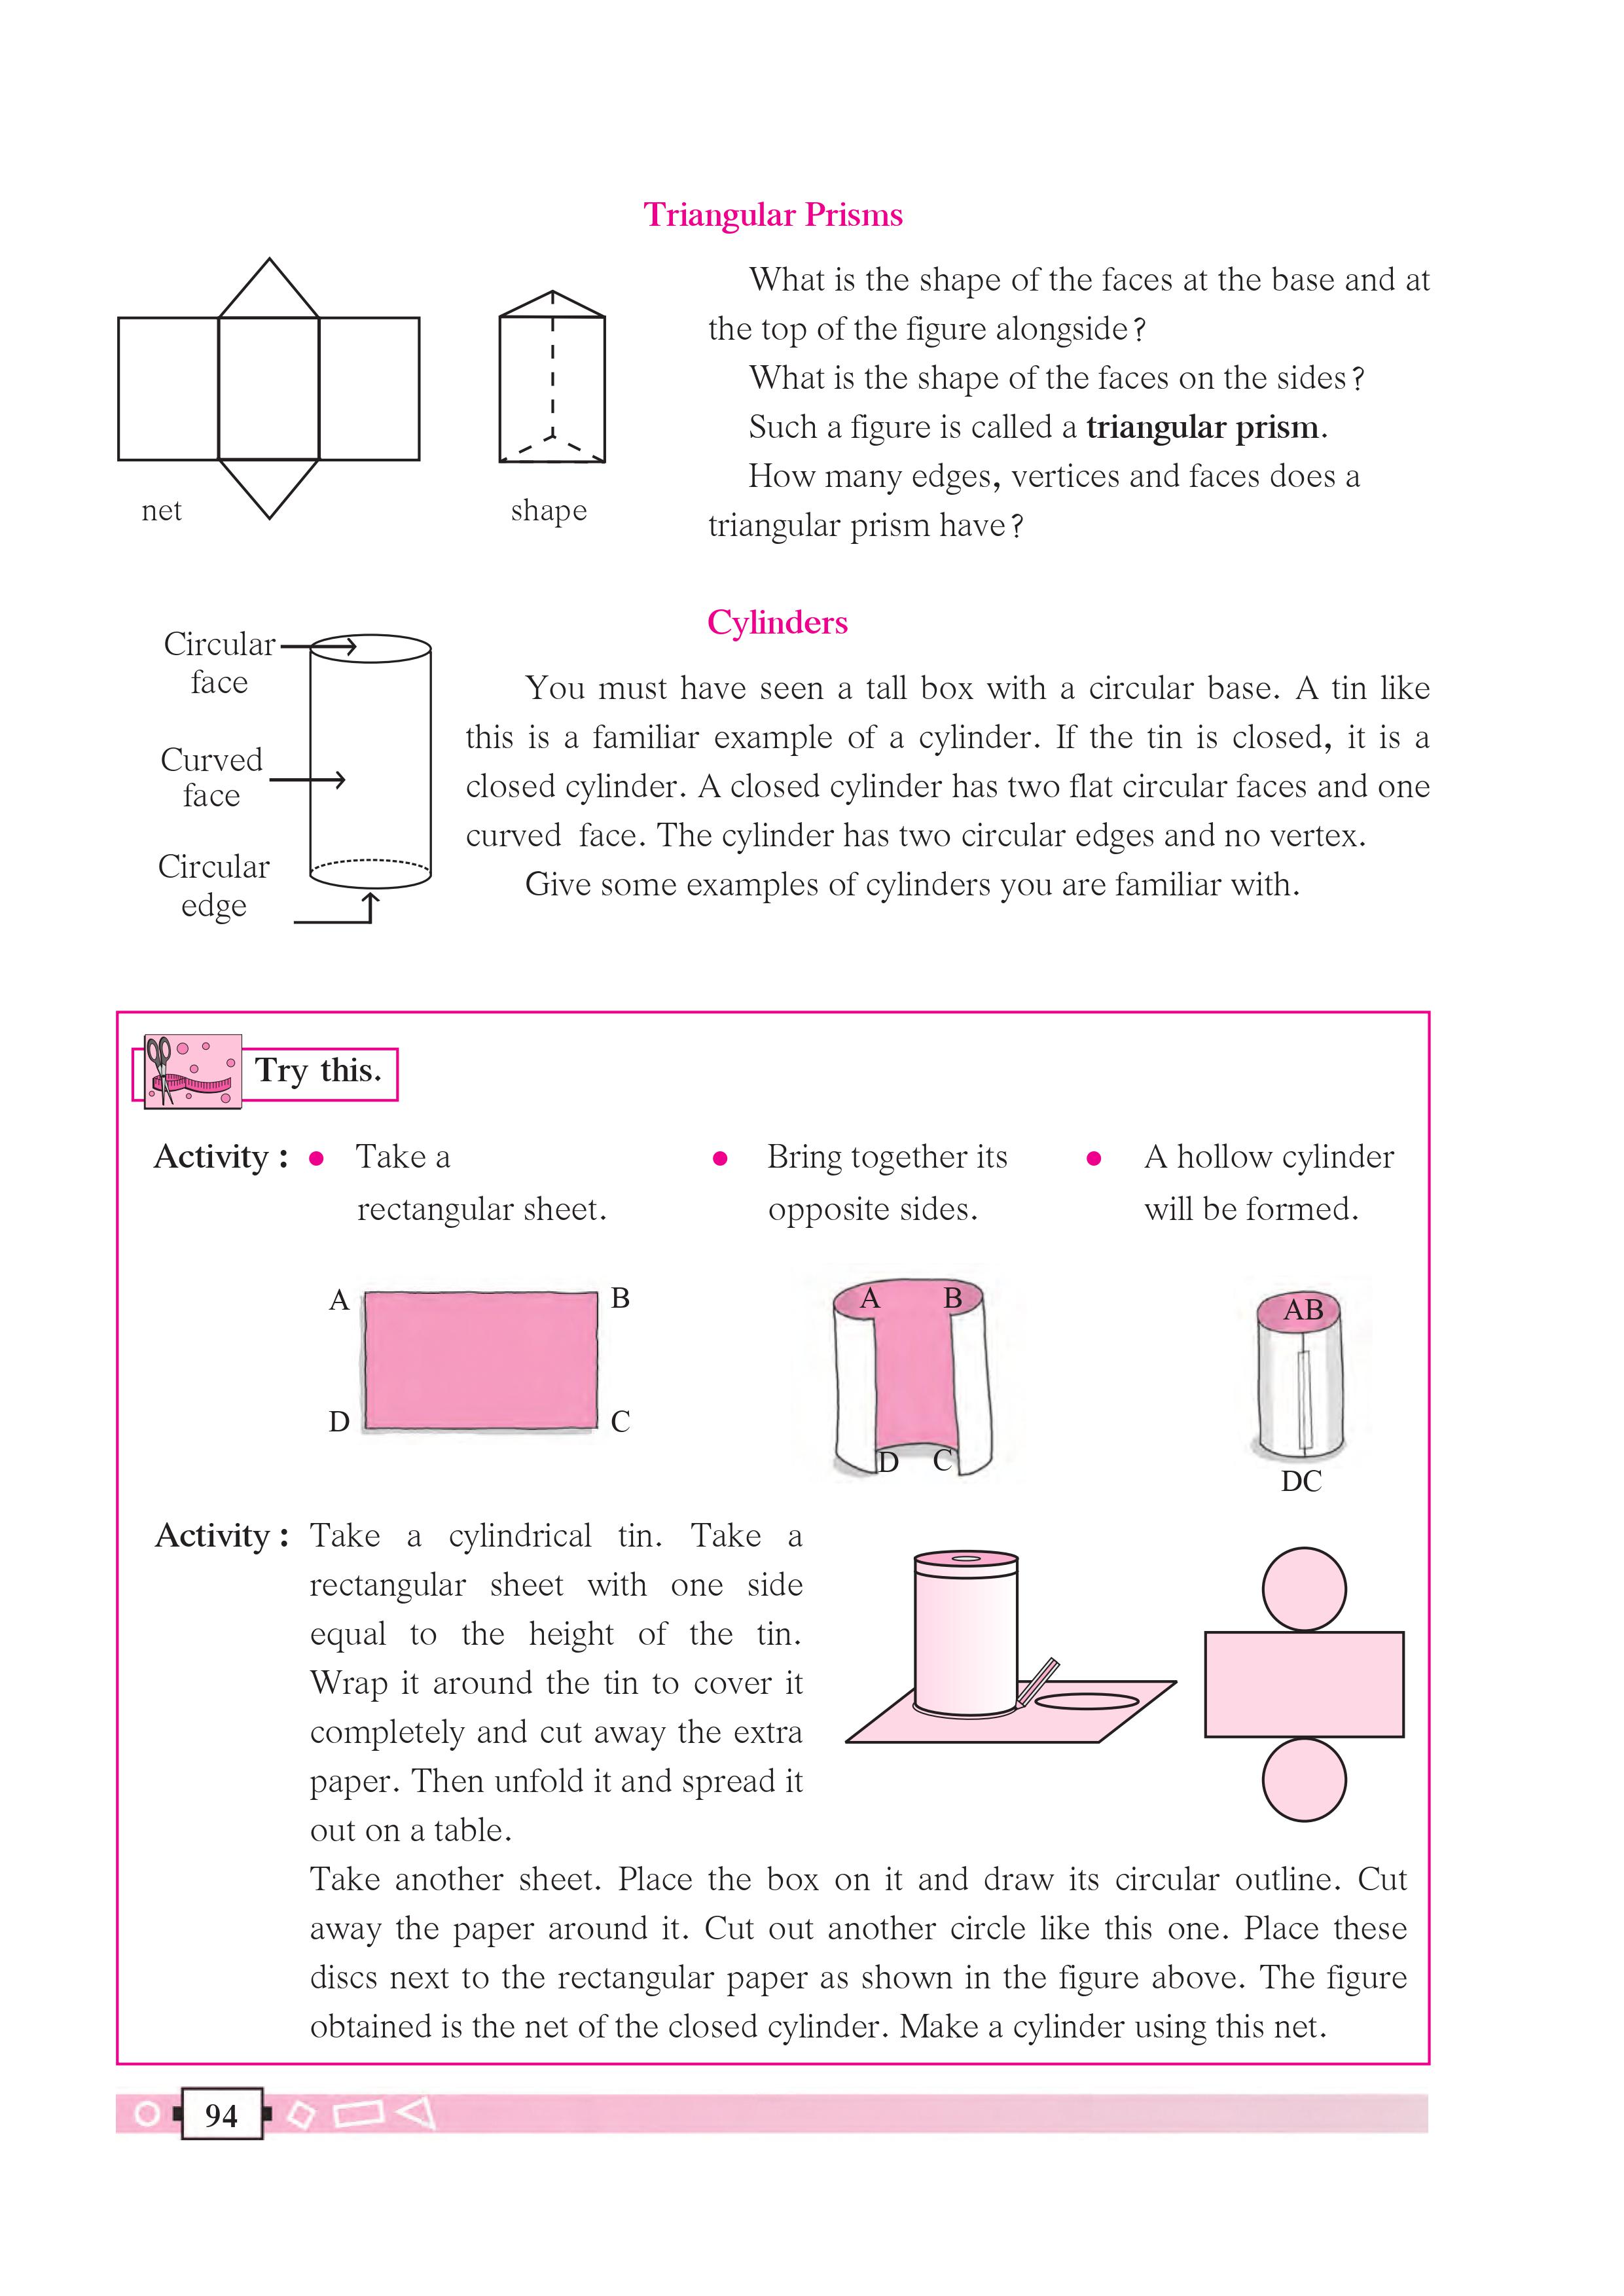 Triangular Prisms
What is the shape of the faces at the base and at
the top of the figure alongside?
What is the shape of the faces on the sides?
Such a figure is called a triangular prism.
How many edges, vertices and faces does a
triangular prism have?
net
shape
Cylinders
Circular
face
Curved
face
Circular
edge
You must have seen a tall box with a circular base. A tin like
this is a familiar example of a cylinder. If the tin is closed, it is a
closed cylinder. A closed cylinder has two flat circular faces and one
curved face. The cylinder has two circular edges and no vertex.
Give some examples of cylinders you are familiar with.
Try this.
Activity : • Take a
rectangular sheet.
• Bring together its
opposite sides.
• A hollow cylinder
will be formed.
A B
D C
A B
D C
AB
DC
Activity : Take a cylindrical tin. Take a
rectangular sheet with one side
equal to the height of the tin.
Wrap it around the tin to cover it
completely and cut away the extra
paper. Then unfold it and spread it
out on a table.
Take another sheet. Place the box on it and draw its circular outline. Cut
away the paper around it. Cut out another circle like this one. Place these
discs next to the rectangular paper as shown in the figure above. The figure
obtained is the net of the closed cylinder. Make a cylinder using this net.
94